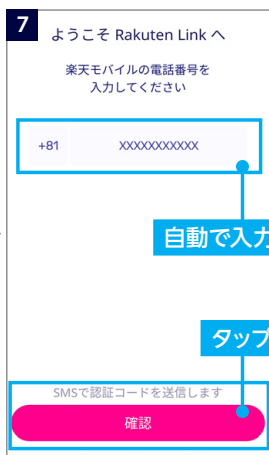 7
ようこそ Rakuten Link へ
楽天モバイルの電話番号を
入力してください
+81 XXXXXXXXXXX
自動で入力
タップ
SMSで認証コードを送信します
確認